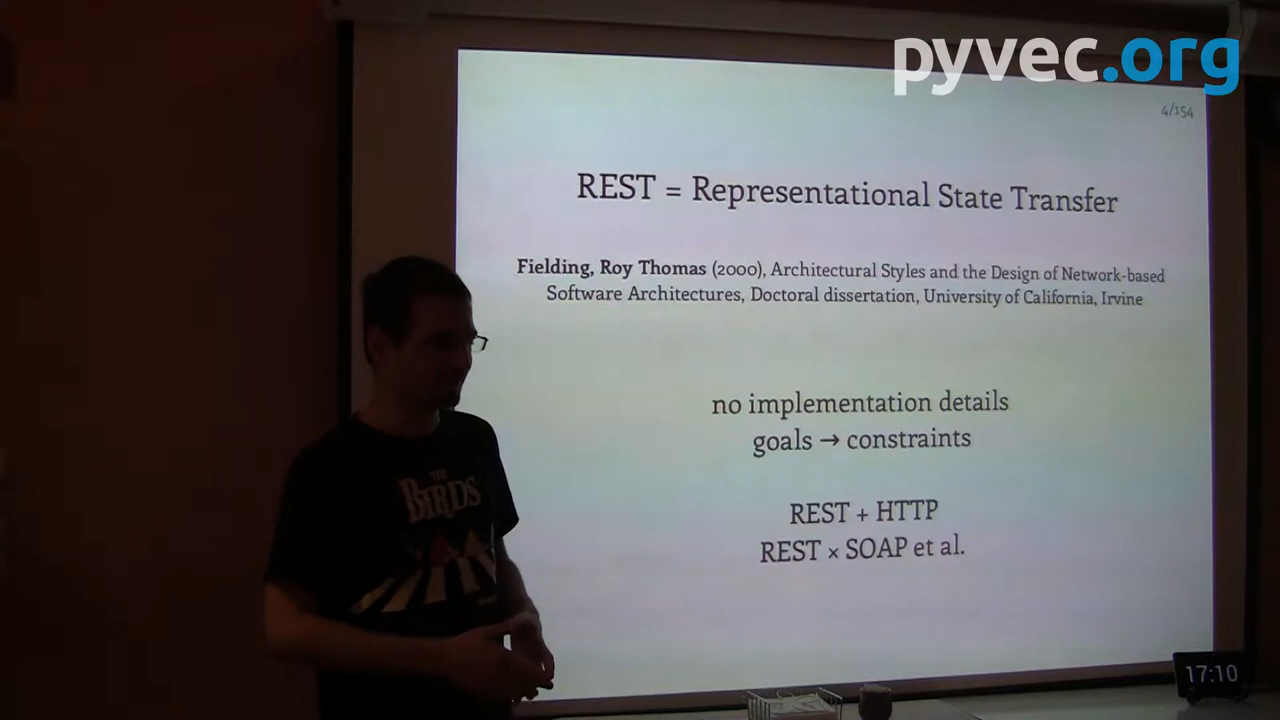 pyvec.org
4/154
REST = Representational State Transfer
Fielding, Roy Thomas (2000), Architectural Styles and the Design of Network-based
Software Architectures, Doctoral dissertation, University of California, Irvine
no implementation details
goals → constraints
REST + HTTP
REST × SOAP et al.
THE
BIRDS
17:10